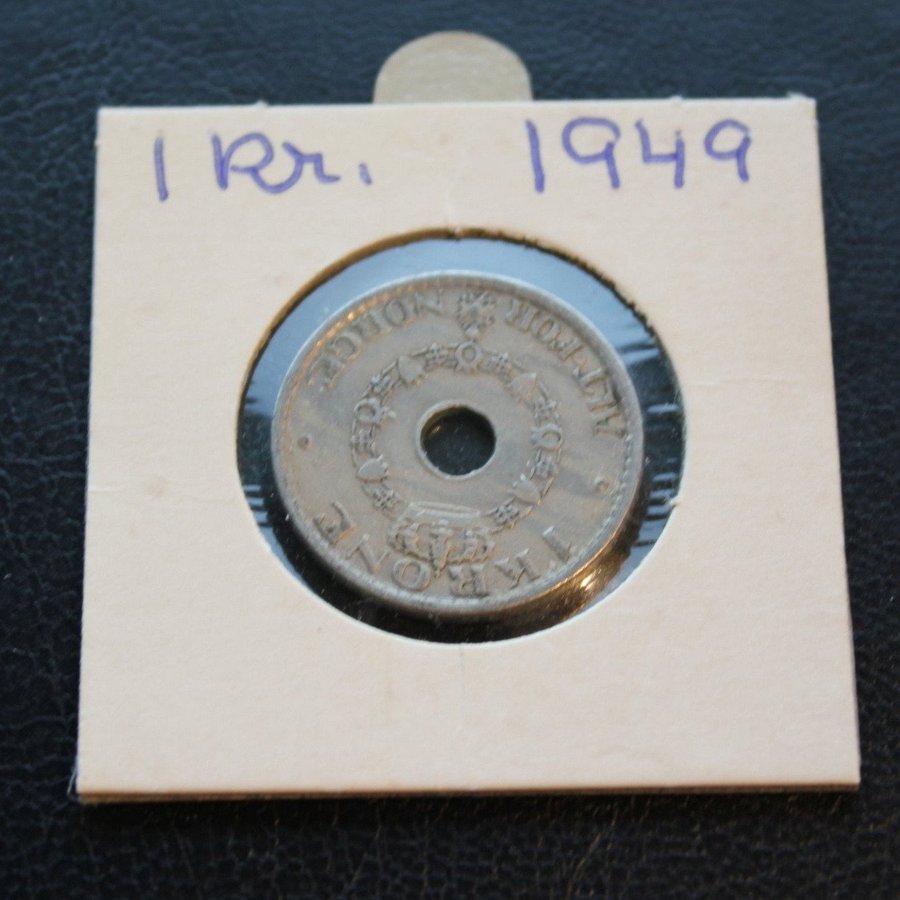 1 Kr. 1949
ALT FOR NORGE
1 KRONE